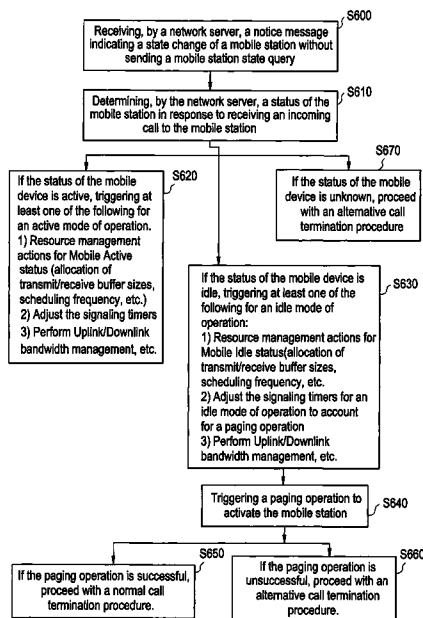 S600
Receiving, by a network server, a notice message
indicating a state change of a mobile station without
sending a mobile station state query
S610
Determining, by the network server, a status of the
mobile station in response to receiving an incoming
call to the mobile station
S620
If the status of the mobile
device is active, triggering at
least one of the following for
an active mode of operation.
1) Resource management
actions for Mobile Active
status (allocation of
transmit/receive buffer sizes,
scheduling frequency, etc.)
2) Adjust the signaling timers
3) Perform Uplink/Downlink
bandwidth management, etc.
S670
If the status of the mobile
device is unknown, proceed
with an alternative call
termination procedure
S630
If the status of the mobile device is
idle, triggering at least one of the
following for an idle mode of
operation:
1) Resource management actions for
Mobile Idle status(allocation of
transmit/receive buffer sizes,
scheduling frequency, etc.
2) Adjust the signaling timers for an
idle mode of operation to account
for a paging operation
3) Perform Uplink/Downlink
bandwidth management, etc.
S640
Triggering a paging operation to
activate the mobile station
S650
If the paging operation is successful,
proceed with a normal call
termination procedure.
S660
If the paging operation is
unsuccessful, proceed with an
alternative call termination
procedure.